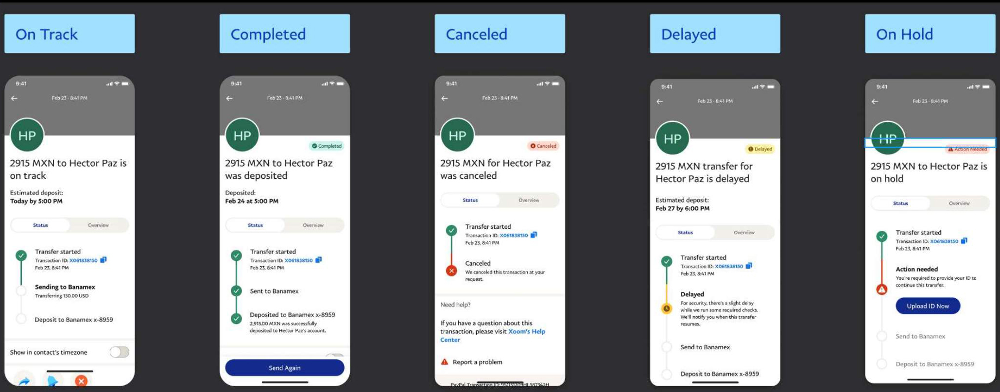 On Track
9:41
Feb 23 - 8:41 PM
HP
2915 MXN to Hector Paz is
on track
Estimated deposit:
Today by 5:00 PM
Status Overview
Transfer started
Transaction ID: X061838150
Feb 23, 8:41 PM
Sending to Banamex
Transferring 150.00 USD
Deposit to Banamex x-8959
Show in contact's timezone
Completed
9:41
Feb 23 - 8:41 PM
HP
Completed
2915 MXN to Hector Paz
was deposited
Deposited:
Feb 24 at 5:00 PM
Status Overview
Transfer started
Transaction ID: X061838150
Feb 23, 8:41 PM
Sent to Banamex
Deposited to Banamex x-8959
2,915.00 MXN was successfully
deposited to Hector Paz's account.
Send Again
Canceled
9:41
Feb 23 - 8:41 PM
HP
Canceled
2915 MXN for Hector Paz
was canceled
Status Overview
Transfer started
Transaction ID: X061838150
Feb 23, 8:41 PM
Canceled
We canceled this transaction at your
request.
Need help?
If you have a question about this
transaction, please visit Xoom's Help
Center
Report a problem
PayPal Transaction ID:
Delayed
9:41
Feb 23 - 8:41 PM
HP
Delayed
2915 MXN transfer for
Hector Paz is delayed
Estimated deposit:
Feb 27 by 6:00 PM
Status Overview
Transfer started
Transaction ID: X061838150
Feb 23, 8:41 PM
Delayed
For security, there's a slight delay
while we run some required checks.
We'll notify you when this transfer
resumes.
Send to Banamex
Deposit to Banamex x-8959
On Hold
9:41
Feb 23 - 8:41 PM
HP
Action Needed
2915 MXN to Hector Paz is
on hold
Status Overview
Transfer started
Transaction ID: X061838150
Feb 23, 8:41 PM
Action needed
You're required to provide your ID to
continue this transfer.
Upload ID Now
Send to Banamex
Deposit to Banamex x-8959